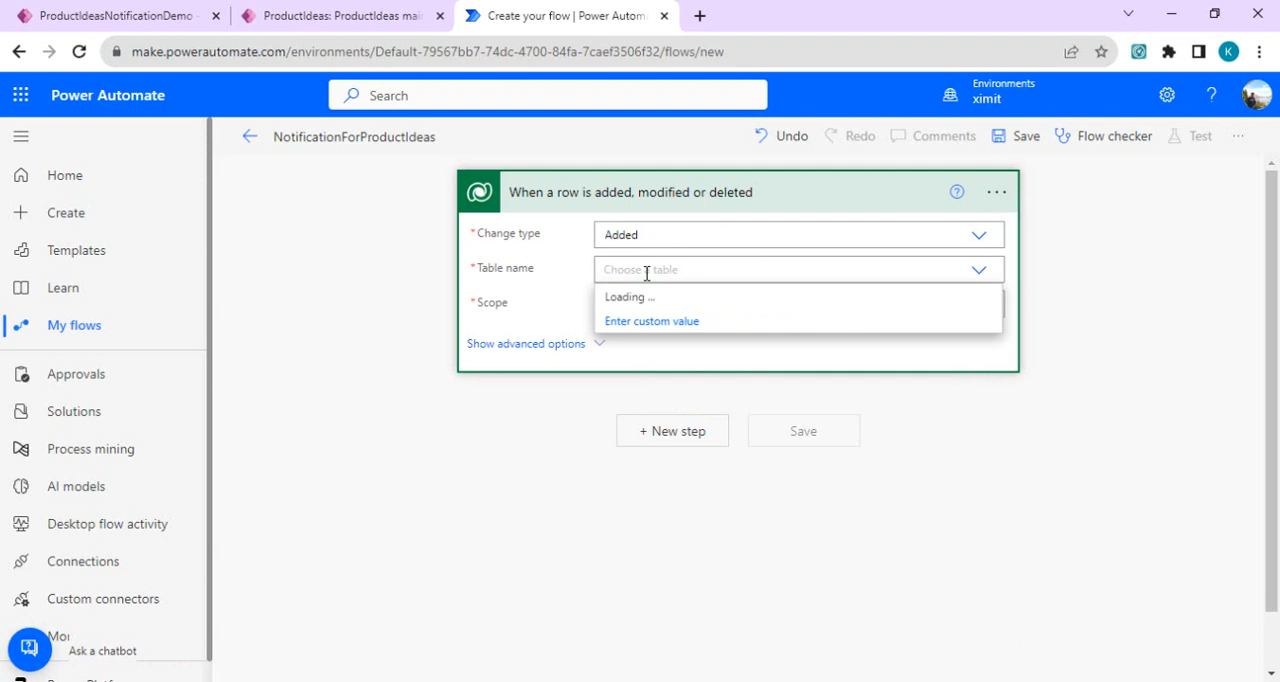 ProductIdeasNotificationDemo -
ProductIdeas: ProductIdeas mai
Create your flow | Power Autom
make.powerautomate.com/environments/Default-79567bb7-74dc-4700-84fa-7caef3506f32/flows/new
K
Power Automate
Search
Environments
ximit
NotificationForProductIdeas
Undo
Redo
Comments
Save
Flow checker
Test
Home
Create
Templates
Learn
My flows
Approvals
Solutions
Process mining
AI models
Desktop flow activity
Connections
Custom connectors
Ask a chatbot
When a row is added, modified or deleted
* Change type
Added
* Table name
Choose a table
Loading ...
Enter custom value
* Scope
Show advanced options
+ New step
Save